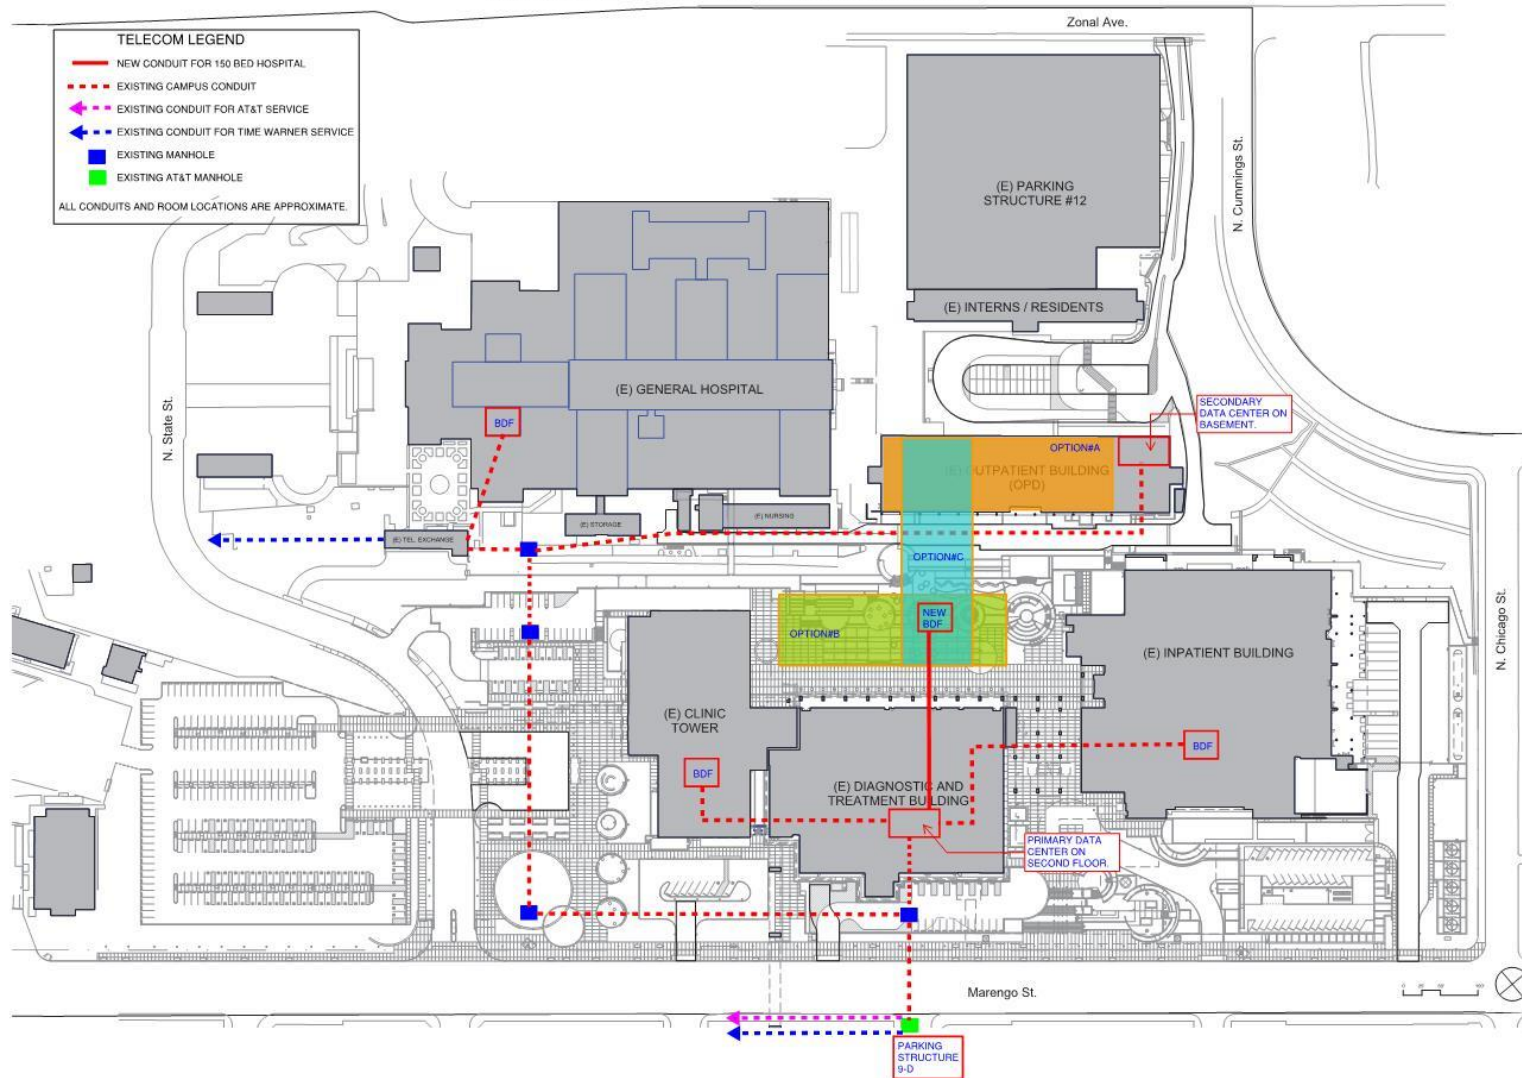 Zonal Ave.
TELECOM LEGEND
NEW CONDUIT FOR 150 BED HOSPITAL
EXISTING CAMPUS CONDUIT
EXISTING CONDUIT FOR AT&T SERVICE
EXISTING CONDUIT FOR TIME WARNER SERVICE
EXISTING MANHOLE
EXISTING AT&T MANHOLE
ALL CONDUITS AND ROOM LOCATIONS ARE APPROXIMATE.
N. Cummings St.
(E) PARKING
STRUCTURE #12
(E) INTERNS / RESIDENTS
N. State St.
(E) GENERAL HOSPITAL
BDF
SECONDARY
DATA CENTER ON
BASEMENT.
OPTION#A
(E) OUTPATIENT BUILDING
(OPD)
(E) STORAGE
(E) NURSING
(E) TEL. EXCHANGE
OPTION#C
NEW
BDF
OPTION#B
N. Chicago St.
(E) INPATIENT BUILDING
(E) CLINIC
TOWER
BDF
BDF
(E) DIAGNOSTIC AND
TREATMENT BUILDING
PRIMARY DATA
CENTER ON
SECOND FLOOR.
Marengo St.
PARKING
STRUCTURE
9-D